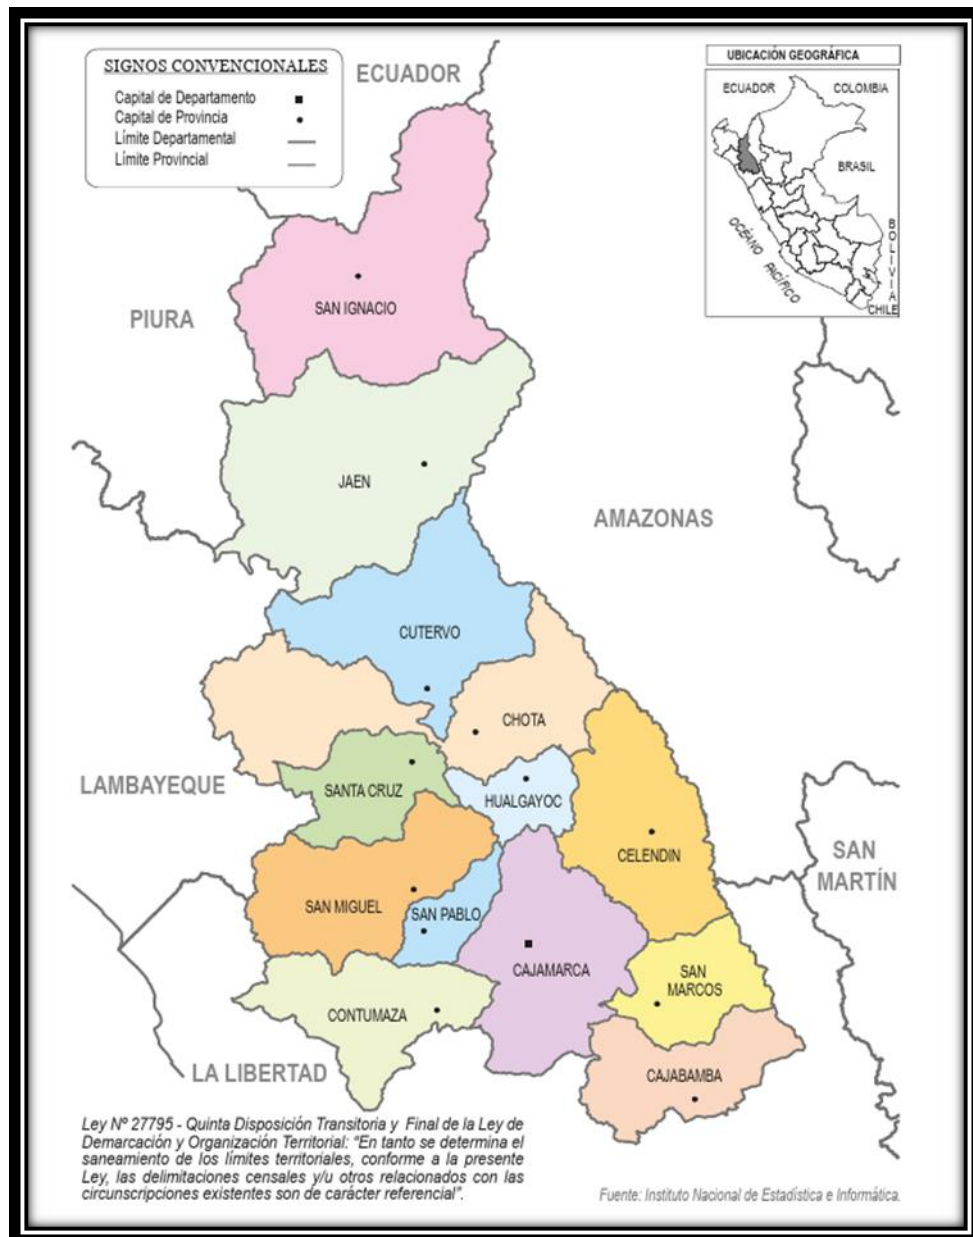 SIGNOS CONVENCIONALES
Capital de Departamento
Capital de Provincia
Límite Departamental
Límite Provincial
ECUADOR
UBICACIÓN GEOGRÁFICA
ECUADOR
COLOMBIA
BRASIL
BOLIVIA
OCÉANO PACÍFICO
CHILE
PIURA
SAN IGNACIO
JAEN
AMAZONAS
CUTERVO
CHOTA
LAMBAYEQUE
SANTA CRUZ
HUALGAYOC
CELENDIN
SAN
MARTÍN
SAN MIGUEL
SAN PABLO
CAJAMARCA
SAN
MARCOS
CONTUMAZA
LA LIBERTAD
CAJABAMBA
Ley Nº 27795 - Quinta Disposición Transitoria y Final de la Ley de
Demarcación y Organización Territorial: "En tanto se determina el
saneamiento de los límites territoriales, conforme a la presente
Ley, las delimitaciones censales y/u otros relacionados con las
circunscripciones existentes son de carácter referencial".
Fuente: Instituto Nacional de Estadística e Informática.